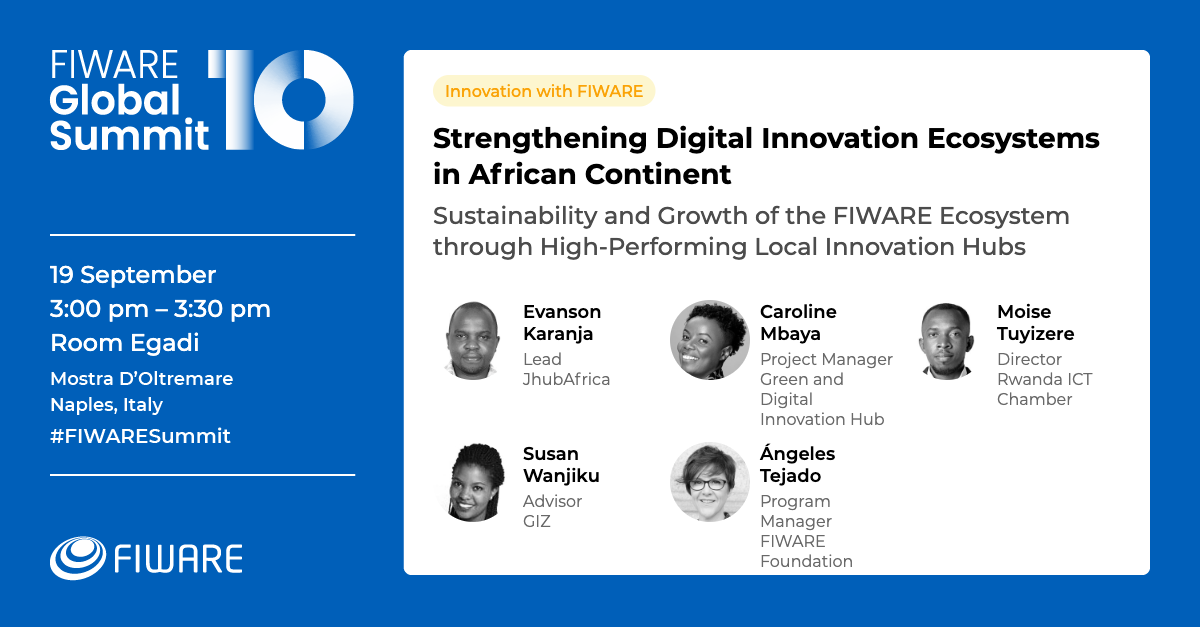 FIWARE
Global
Summit
10
19 September
3:00 pm – 3:30 pm
Room Egadi
Mostra D’Oltremare
Naples, Italy
#FIWARESummit
FIWARE
Innovation with FIWARE
Strengthening Digital Innovation Ecosystems
in African Continent
Sustainability and Growth of the FIWARE Ecosystem
through High-Performing Local Innovation Hubs
Evanson
Karanja
Lead
JhubAfrica
Caroline
Mbaya
Project Manager
Green and
Digital
Innovation Hub
Moise
Tuyizere
Director
Rwanda ICT
Chamber
Susan
Wanjiku
Advisor
GIZ
Ángeles
Tejado
Program
Manager
FIWARE
Foundation